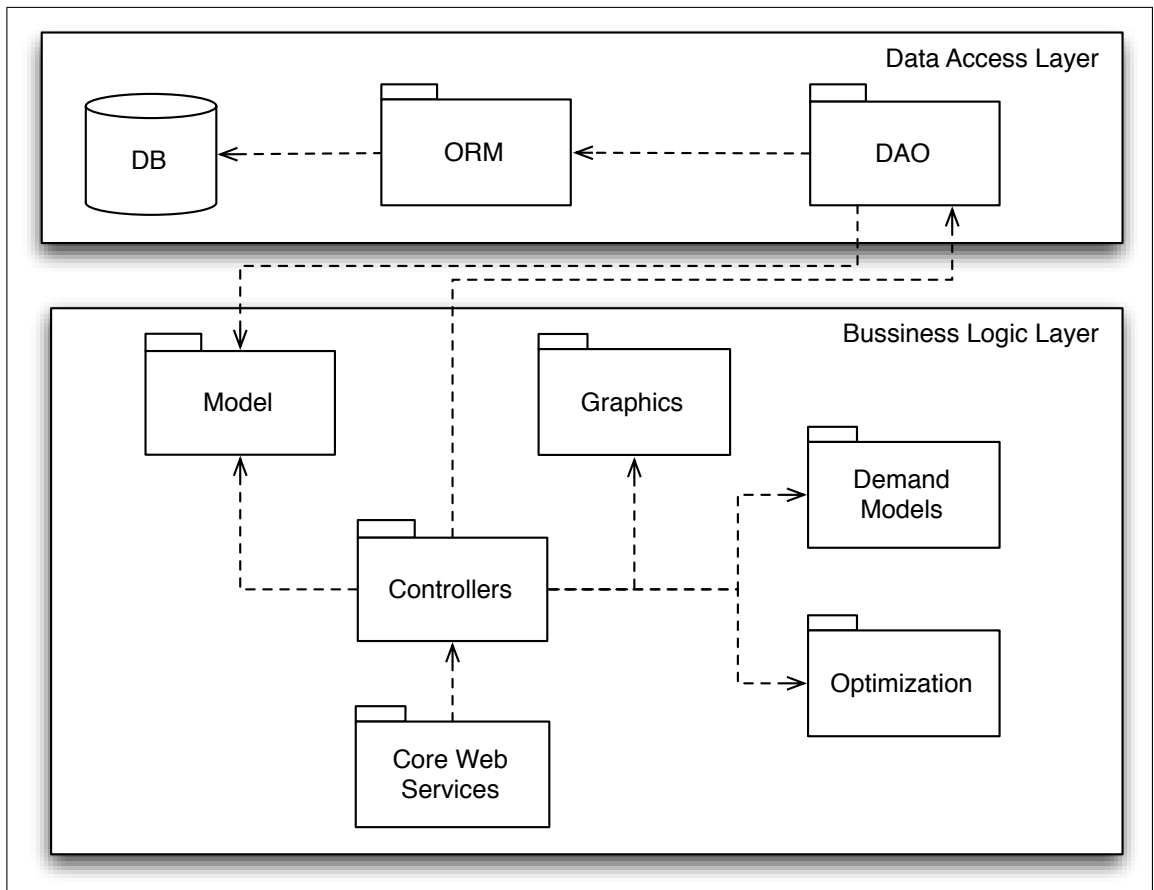 Data Access Layer
DB
ORM
DAO
Bussiness Logic Layer
Model
Graphics
Demand
Models
Controllers
Optimization
Core Web
Services